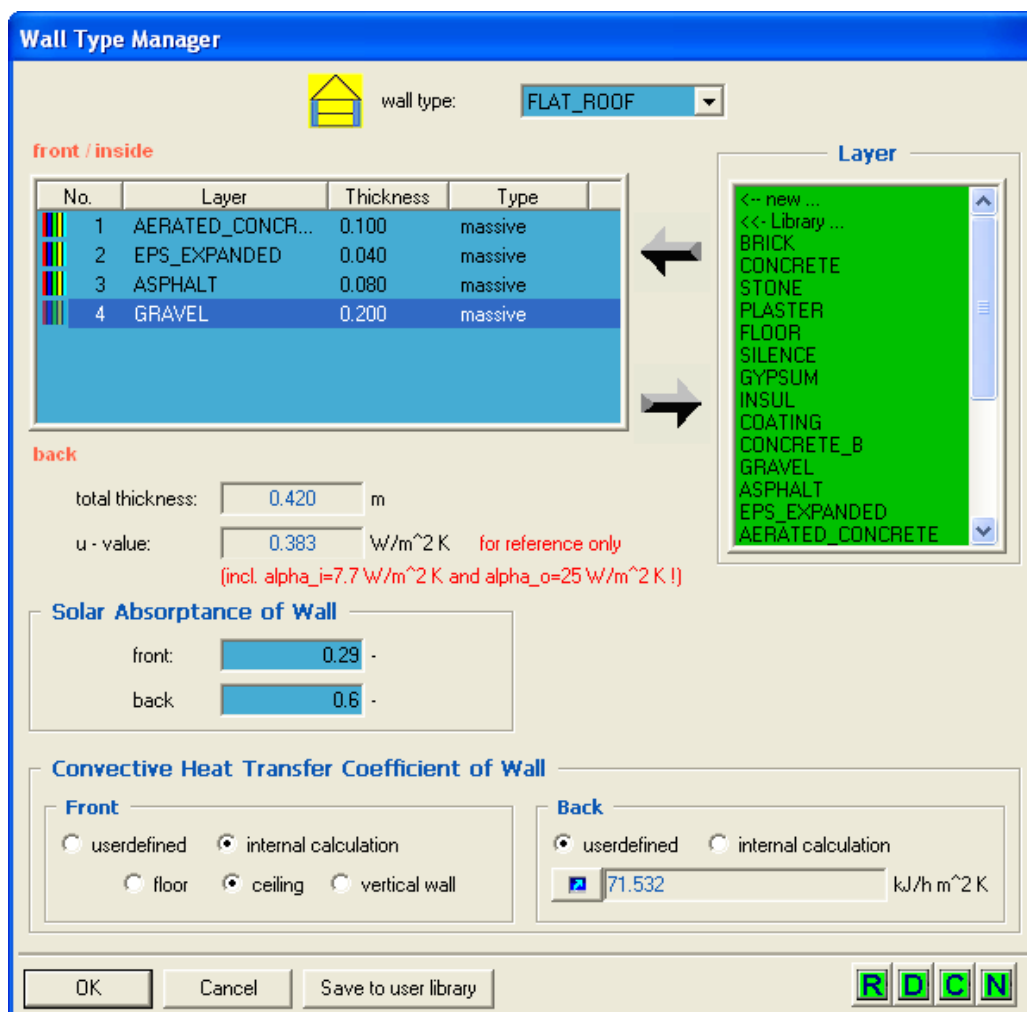 Wall Type Manager
wall type: FLAT_ROOF
front / inside
No. Layer Thickness Type
1 AERATED_CONCR... 0.100 massive
2 EPS_EXPANDED 0.040 massive
3 ASPHALT 0.080 massive
4 GRAVEL 0.200 massive
Layer
<-- new ...
<<- Library ...
BRICK
CONCRETE
STONE
PLASTER
FLOOR
SILENCE
GYPSUM
INSUL
COATING
CONCRETE_B
GRAVEL
ASPHALT
EPS_EXPANDED
AERATED_CONCRETE
back
total thickness: 0.420 m
u - value: 0.383 W/m^2 K for reference only
(incl. alpha_i=7.7 W/m^2 K and alpha_o=25 W/m^2 K !)
Solar Absorptance of Wall
front: 0.29 -
back 0.6 -
Convective Heat Transfer Coefficient of Wall
Front
userdefined internal calculation
floor ceiling vertical wall
Back
userdefined internal calculation
71.532 kJ/h m^2 K
OK Cancel Save to user library R D C N